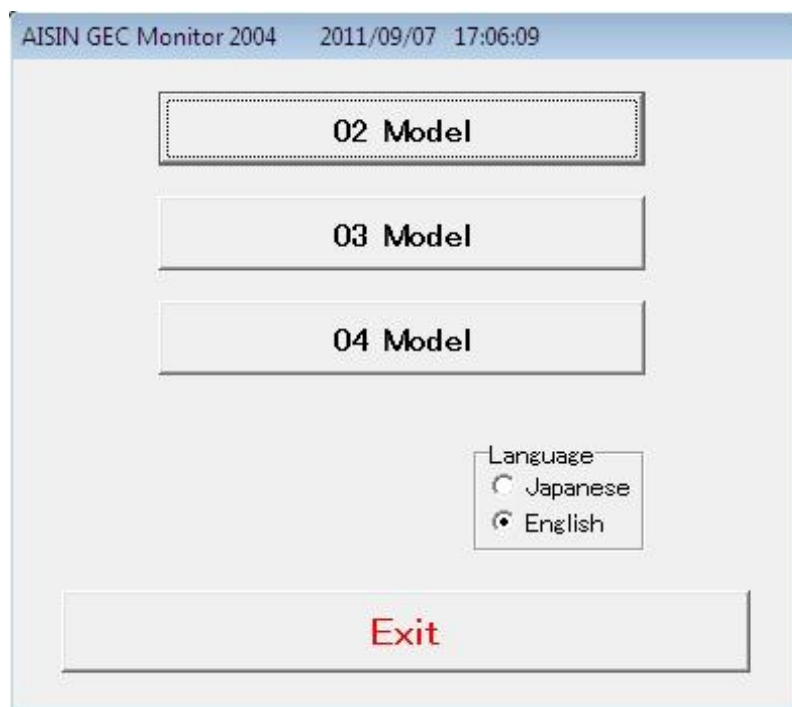 AISIN GEC Monitor 2004 2011/09/07 17:06:09
02 Model
03 Model
04 Model
Language
Japanese
English
Exit